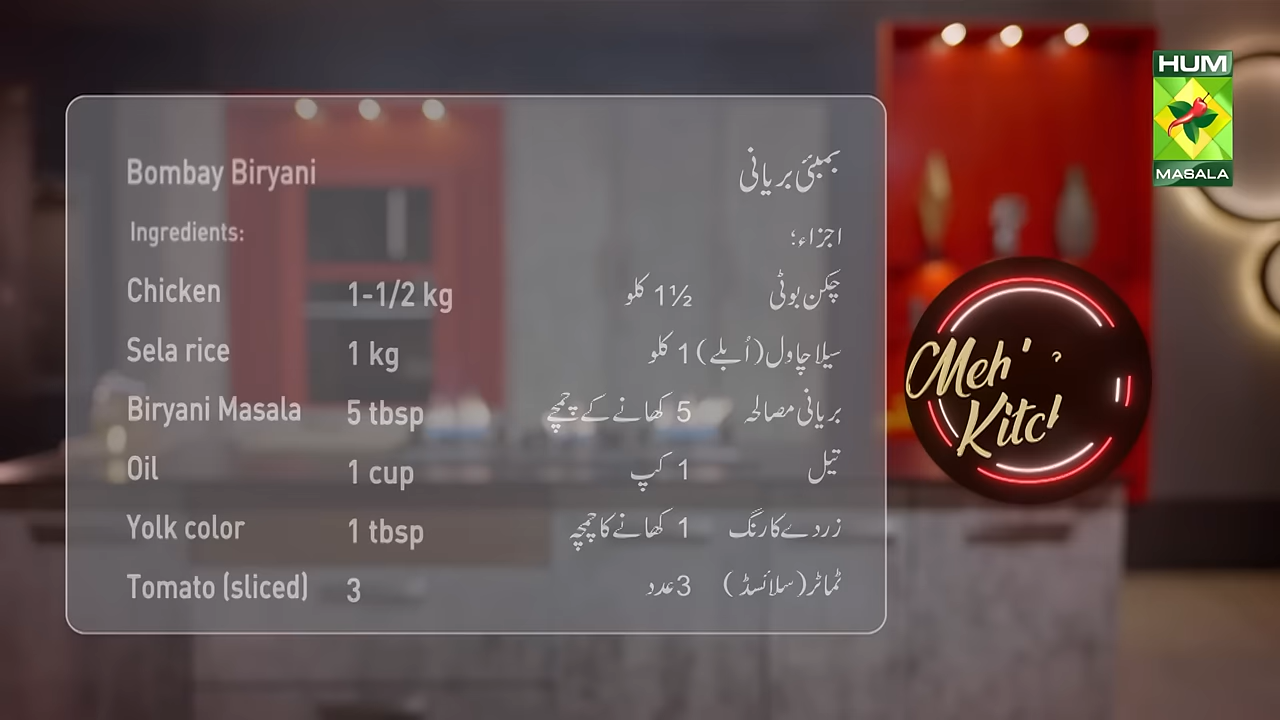 HUM
MASALA
Bombay Biryani بمبئی بریانی
Ingredients: اجزاء:
Chicken 1-1/2 kg چکن بوٹی 1½ کلو
Sela rice 1 kg سیلا چاول (اُبلے) 1 کلو
Biryani Masala 5 tbsp بریانی مصالحہ 5 کھانے کے چمچے
Oil 1 cup تیل 1 کپ
Yolk color 1 tbsp زردے کا رنگ 1 کھانے کا چمچہ
Tomato (sliced) 3 ٹماٹر (سلائسڈ) 3 عدد
Meh'
Kitc